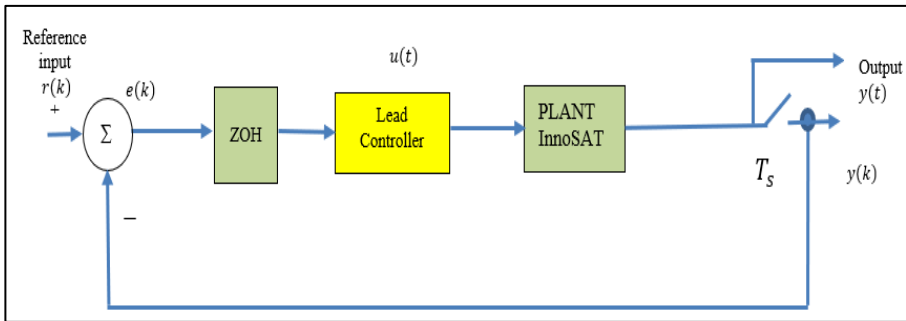 Reference
input
r(k)
+
e(k)
Σ
−
ZOH
u(t)
Lead
Controller
PLANT
InnoSAT
T_s
Output
y(t)
y(k)